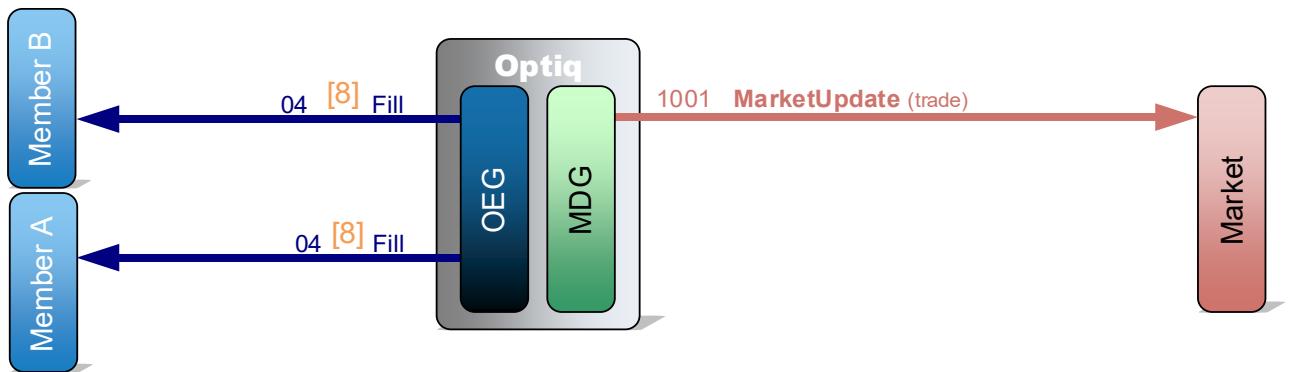 Member B
04 [8] Fill
Optiq
OEG
MDG
1001 MarketUpdate (trade)
Market
Member A
04 [8] Fill